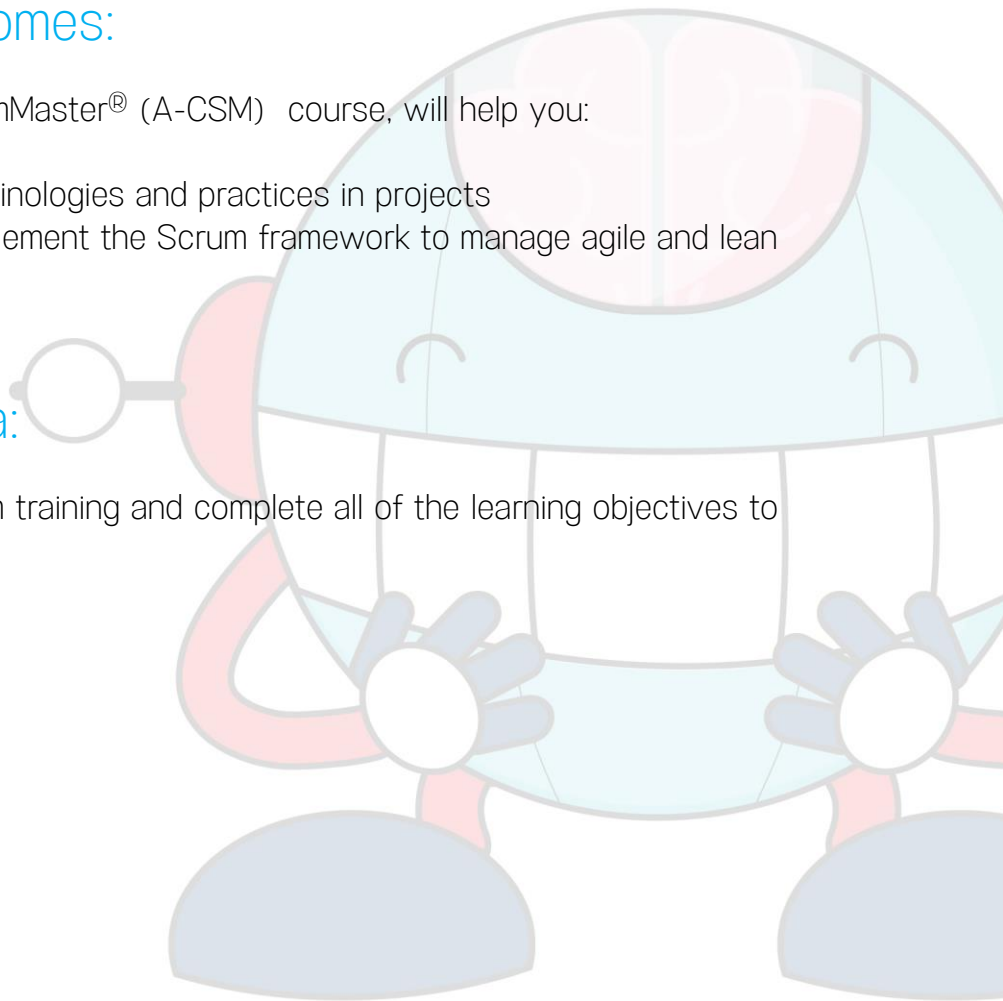 omes:
nMaster® (A-CSM) course, will help you:
inologies and practices in projects
lement the Scrum framework to manage agile and lean
a:
n training and complete all of the learning objectives to